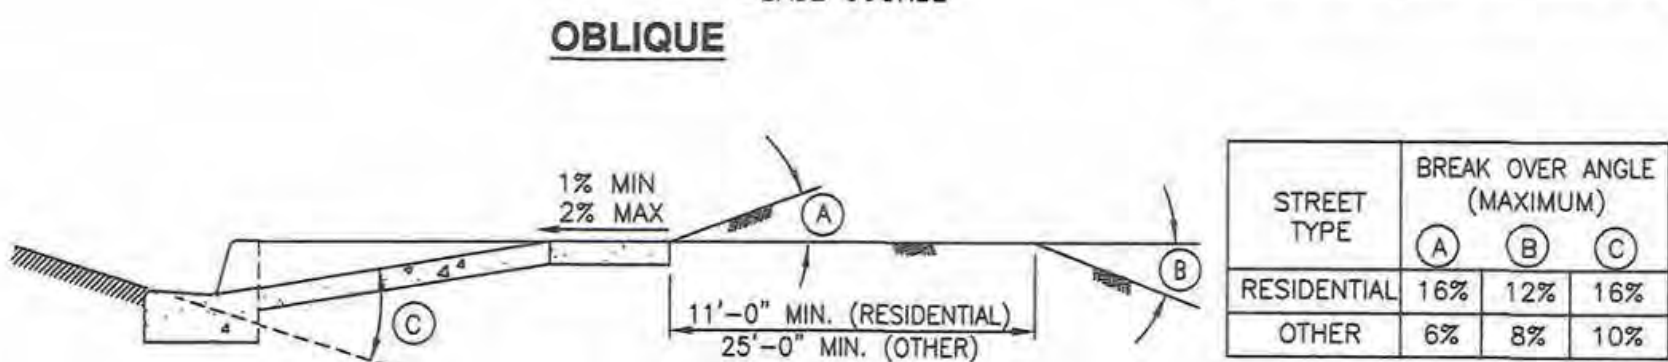 OBLIQUE
1% MIN
2% MAX
A
B
C
11'-0" MIN. (RESIDENTIAL)
25'-0" MIN. (OTHER)
STREET TYPE BREAK OVER ANGLE (MAXIMUM)
A B C
RESIDENTIAL 16% 12% 16%
OTHER 6% 8% 10%